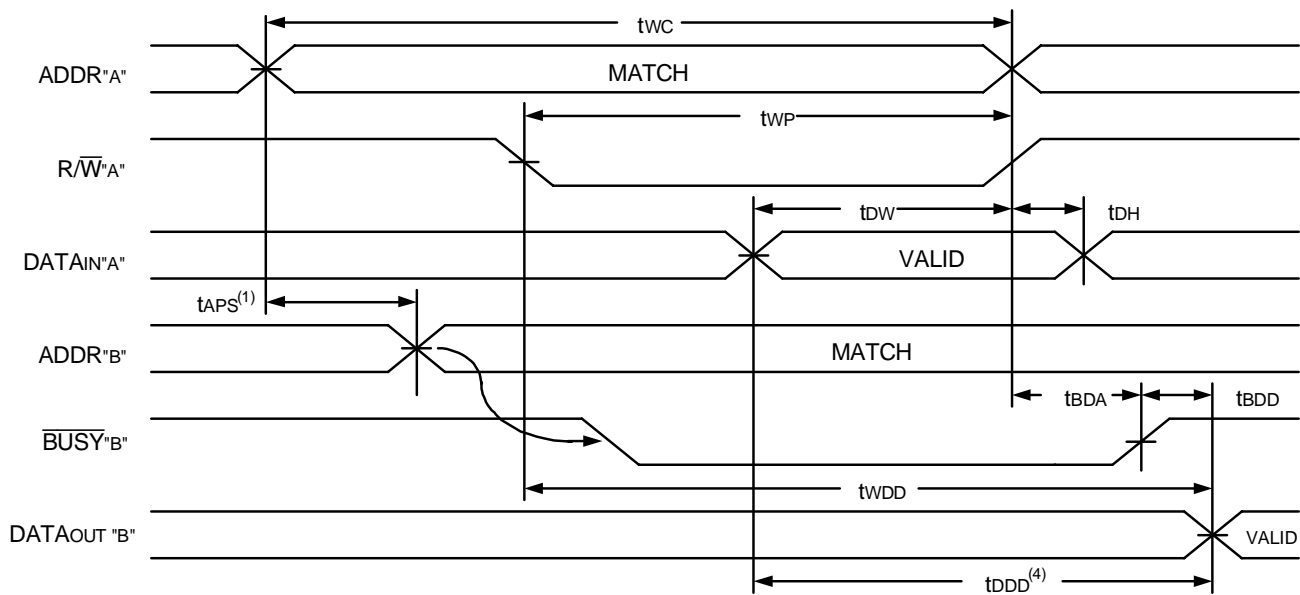 tWC
ADDR"A"
MATCH
tWP
R/W̅"A"
tDW
tDH
DATAIN"A"
VALID
tAPS(1)
ADDR"B"
MATCH
tBDA
tBDD
B̅U̅S̅Y̅"B"
tWDD
DATAOUT "B"
VALID
tDDD(4)